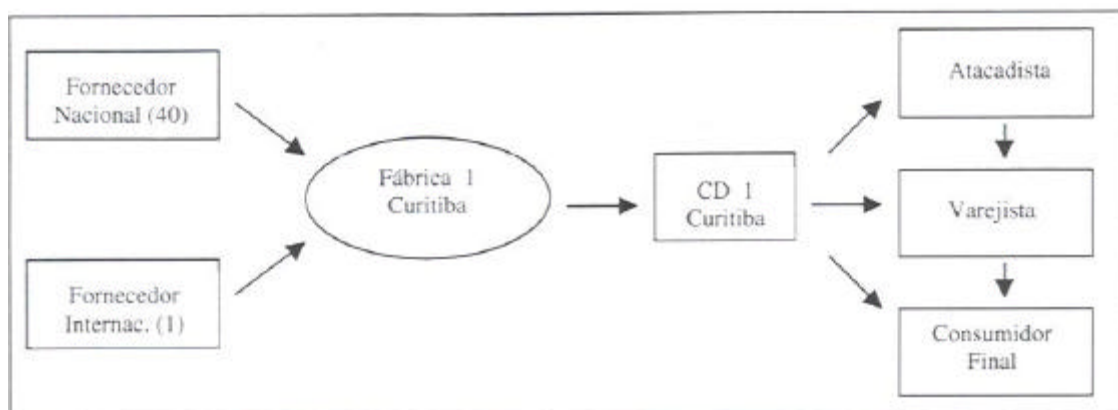 Fornecedor
Nacional (40)
Fornecedor
Internac. (1)
Fábrica 1
Curitiba
CD 1
Curitiba
Atacadista
Varejista
Consumidor
Final